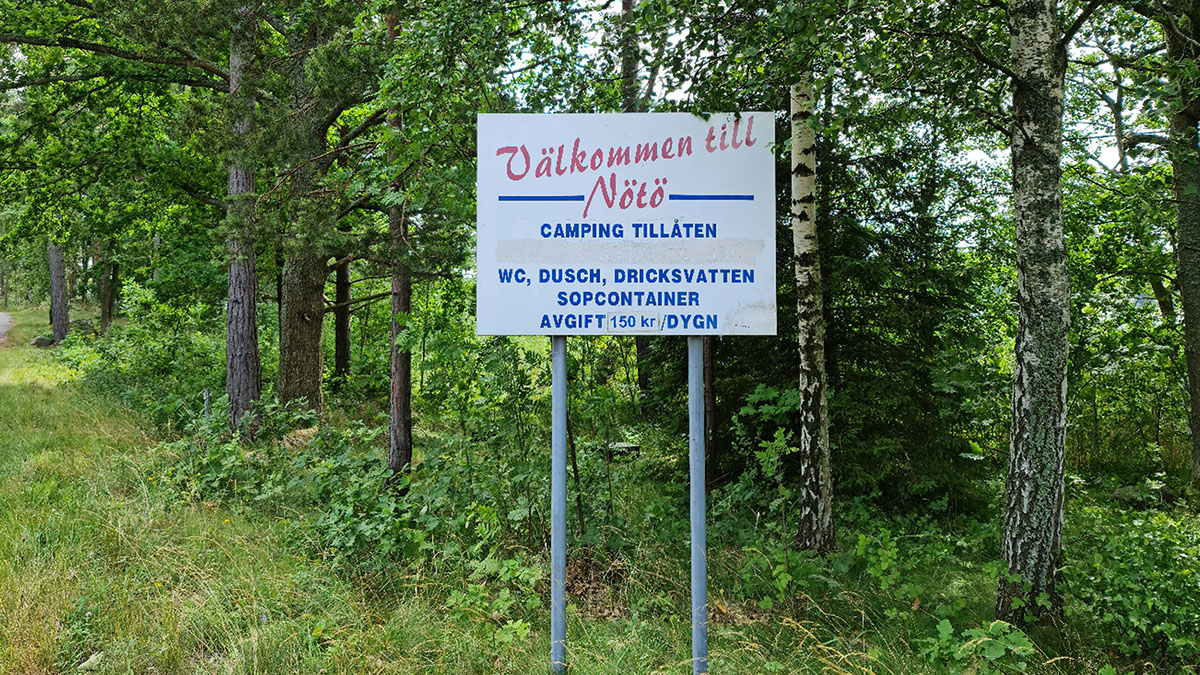 Välkommen till
Nötö
CAMPING TILLÅTEN
WC, DUSCH, DRICKSVATTEN
SOPCONTAINER
AVGIFT 150 kr /DYGN